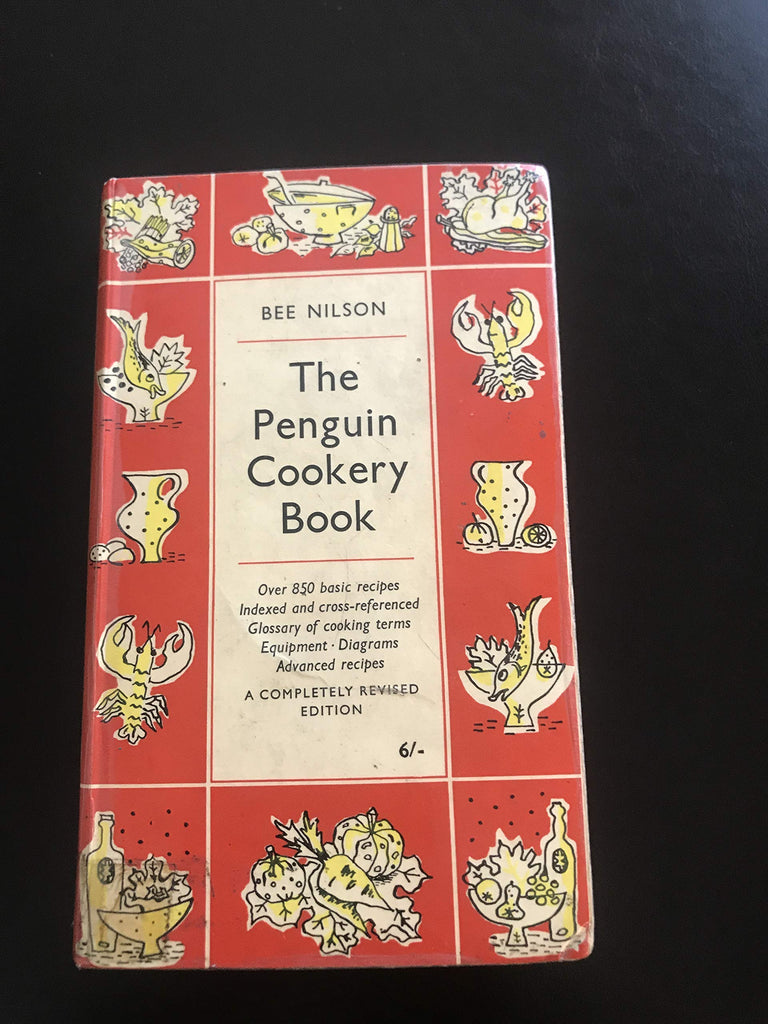 BEE NILSON
The
Penguin
Cookery
Book
Over 850 basic recipes
Indexed and cross-referenced
Glossary of cooking terms
Equipment · Diagrams
Advanced recipes
A COMPLETELY REVISED
EDITION
6/-